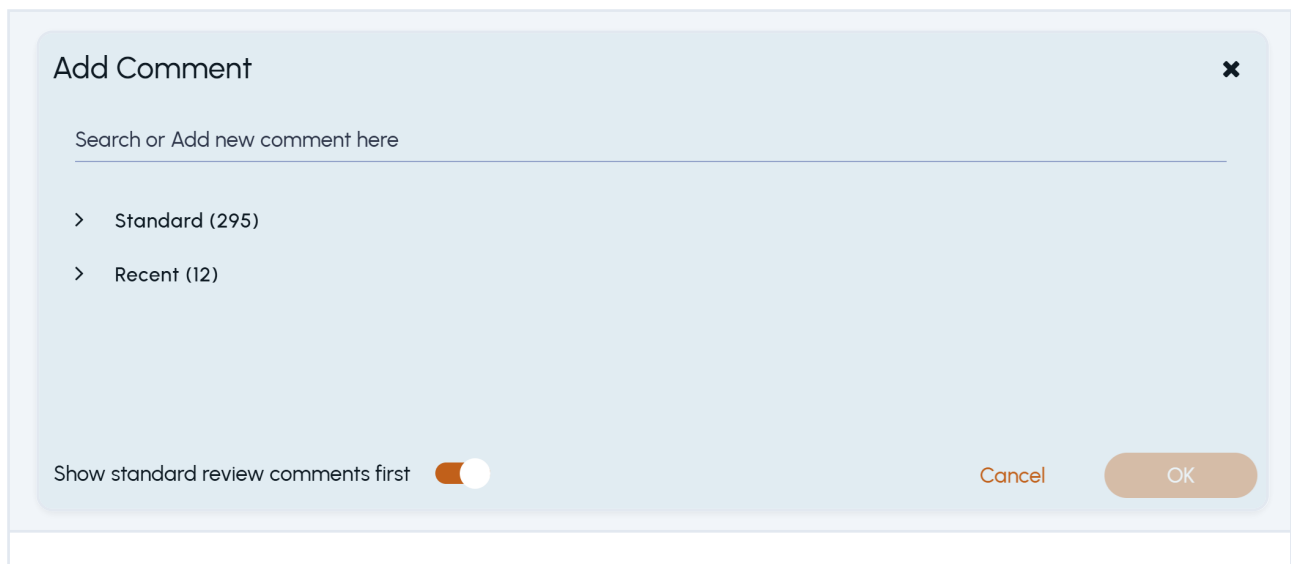 Add Comment
Search or Add new comment here
Standard (295)
Recent (12)
Show standard review comments first
Cancel
OK